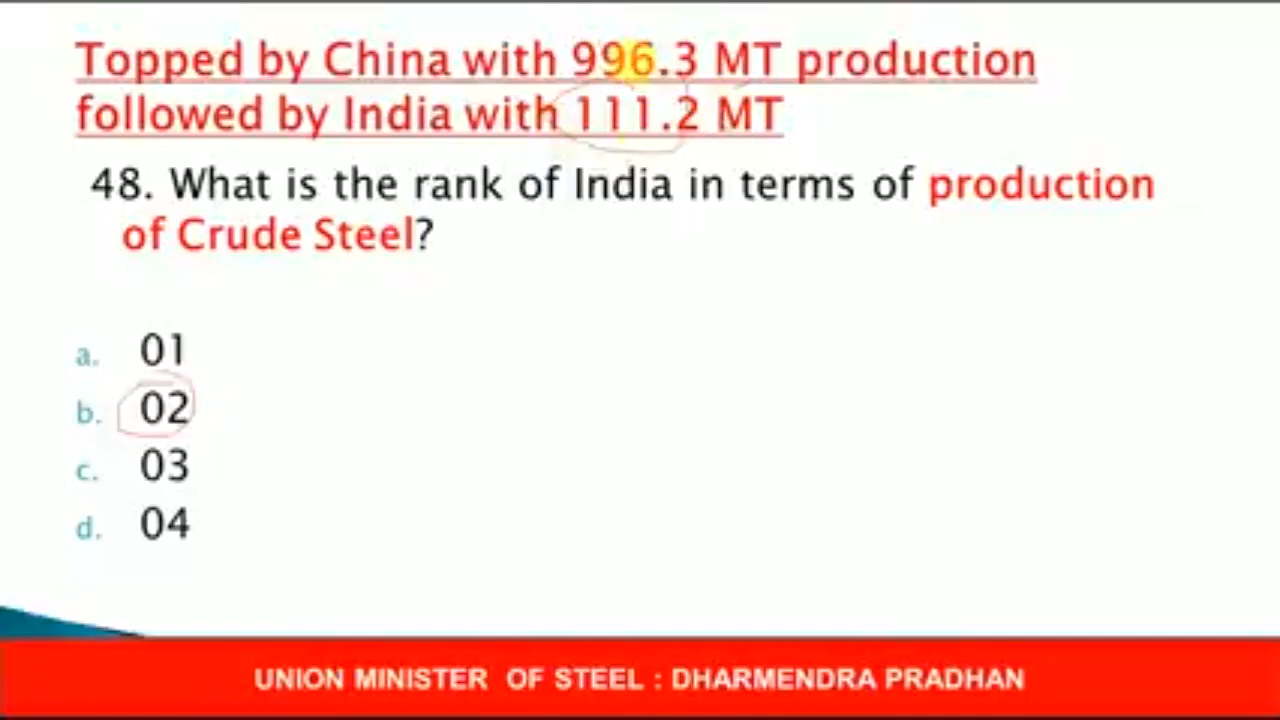 Topped by China with 996.3 MT production
followed by India with 111.2 MT
48. What is the rank of India in terms of production
of Crude Steel?
a. 01
b. 02
c. 03
d. 04
UNION MINISTER OF STEEL : DHARMENDRA PRADHAN